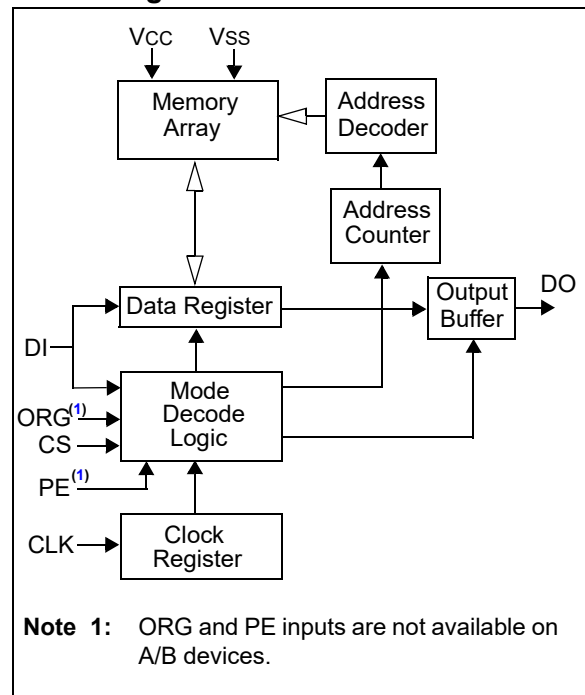 VCC VSS
Memory
Array
Address
Decoder
Address
Counter
Data Register
Output
Buffer
DO
DI
Mode
Decode
Logic
ORG(1)
CS
PE(1)
CLK
Clock
Register
Note 1: ORG and PE inputs are not available on
A/B devices.